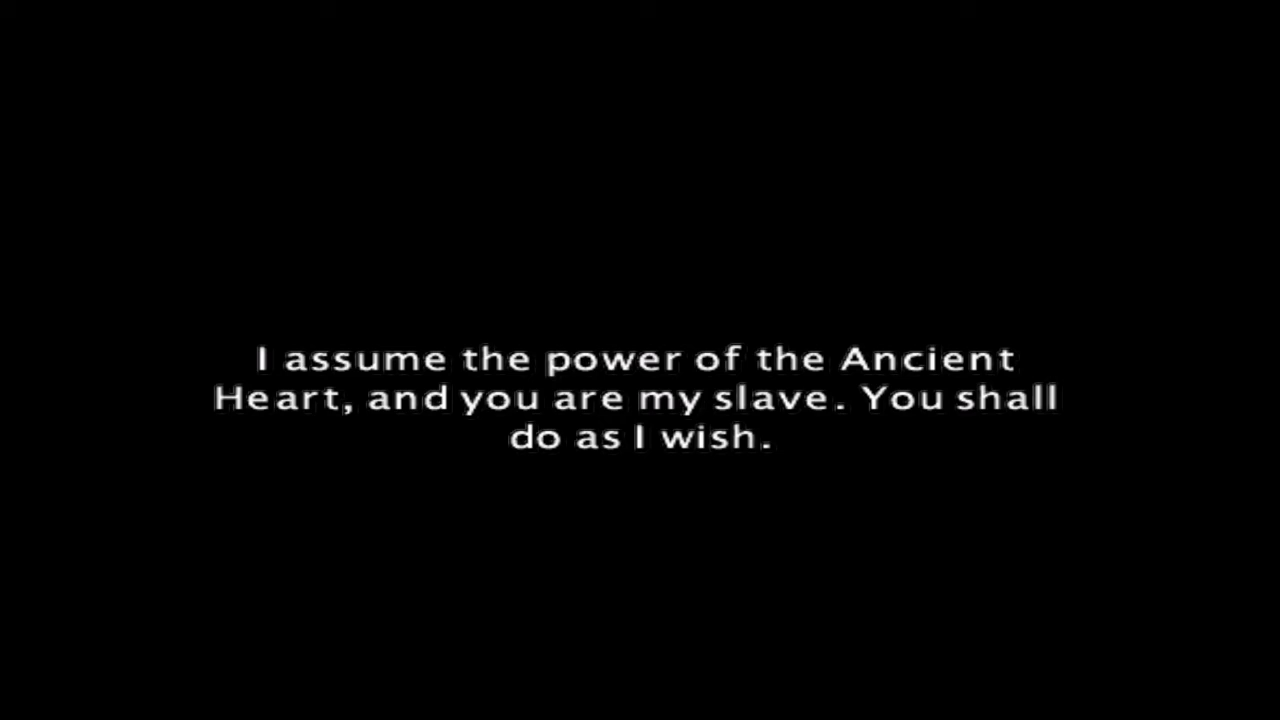 I assume the power of the Ancient
Heart, and you are my slave. You shall
do as I wish.